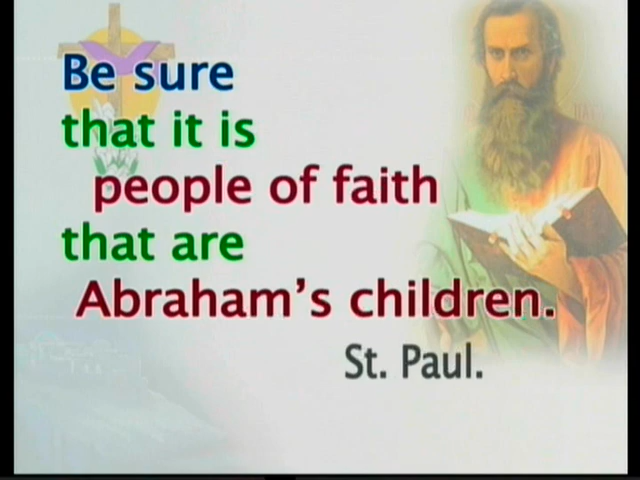 Be sure
that it is
people of faith
that are
Abraham's children.
St. Paul.